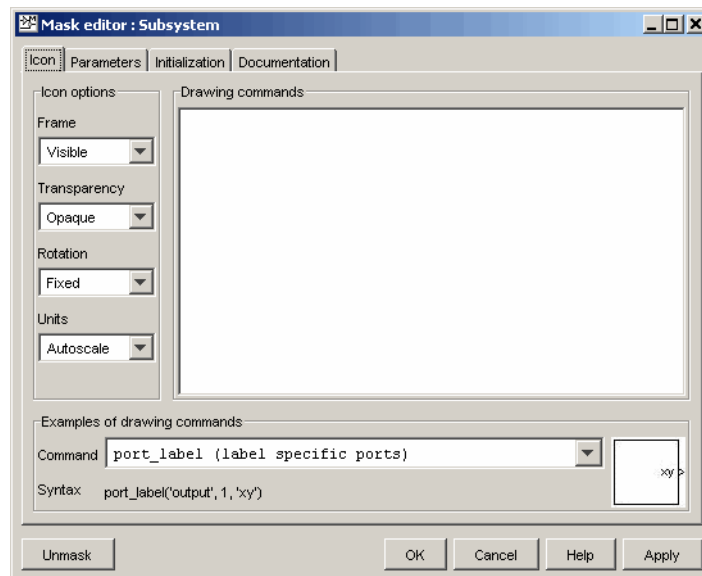 Mask editor : Subsystem
Icon Parameters Initialization Documentation
Icon options
Frame
Visible
Transparency
Opaque
Rotation
Fixed
Units
Autoscale
Drawing commands
Examples of drawing commands
Command port_label (label specific ports)
Syntax port_label('output', 1, 'xy')
xy
Unmask OK Cancel Help Apply